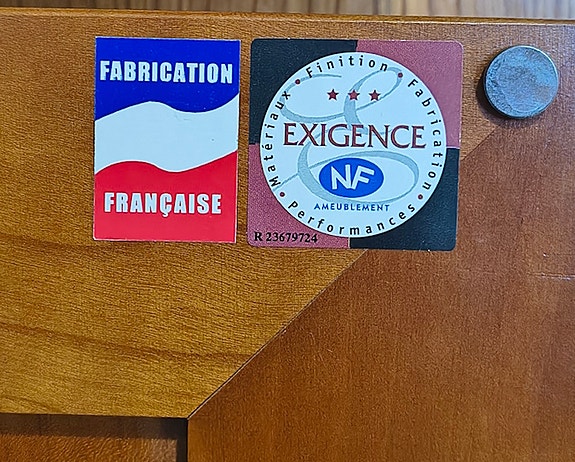 FABRICATION
FRANÇAISE
Matériaux • Finition • Fabrication • Performances •
★ ★ ★
EXIGENCE
NF
AMEUBLEMENT
R 23679724